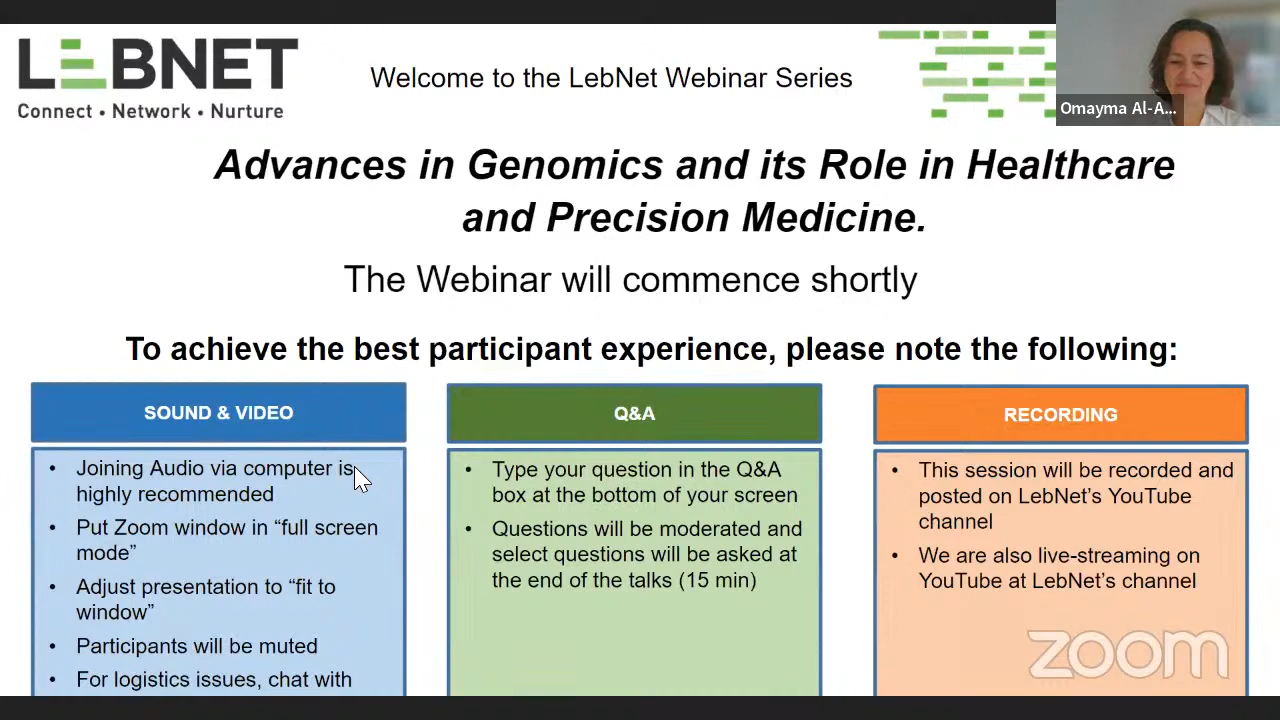 LEBNET
Connect • Network • Nurture
Welcome to the LebNet Webinar Series
Omayma Al-A...
Advances in Genomics and its Role in Healthcare
and Precision Medicine.
The Webinar will commence shortly
To achieve the best participant experience, please note the following:
SOUND & VIDEO
• Joining Audio via computer is
highly recommended
• Put Zoom window in “full screen
mode”
• Adjust presentation to “fit to
window”
• Participants will be muted
• For logistics issues, chat with
Q&A
• Type your question in the Q&A
box at the bottom of your screen
• Questions will be moderated and
select questions will be asked at
the end of the talks (15 min)
RECORDING
• This session will be recorded and
posted on LebNet’s YouTube
channel
• We are also live-streaming on
YouTube at LebNet’s channel
zoom